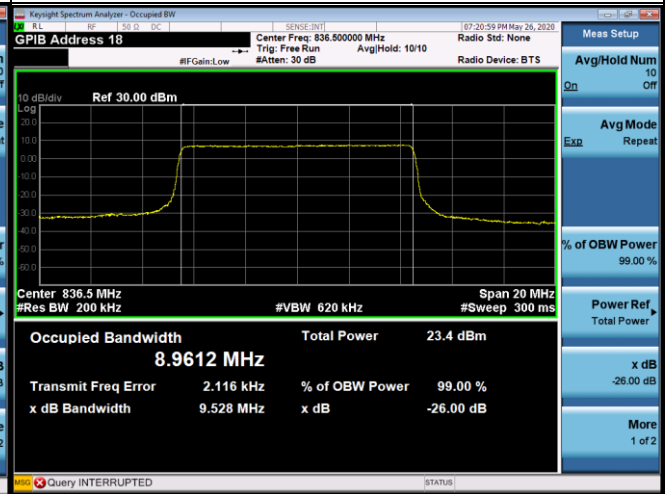 Keysight Spectrum Analyzer - Occupied BW
RL RF 50 Ω DC SENSE:INT 07:20:59 PM May 26, 2020
GPIB Address 18 Center Freq: 836.500000 MHz Radio Std: None
Trig: Free Run Avg|Hold: 10/10
#IFGain:Low #Atten: 30 dB Radio Device: BTS
10 dB/div Ref 30.00 dBm
Log
20.0
10.0
0.00
-10.0
-20.0
-30.0
-40.0
-50.0
-60.0
Center 836.5 MHz Span 20 MHz
#Res BW 200 kHz #VBW 620 kHz #Sweep 300 ms
Occupied Bandwidth Total Power 23.4 dBm
8.9612 MHz
Transmit Freq Error 2.116 kHz % of OBW Power 99.00 %
x dB Bandwidth 9.528 MHz x dB -26.00 dB
MSG Query INTERRUPTED STATUS
Meas Setup
Avg/Hold Num
10
On Off
Avg Mode
Exp Repeat
% of OBW Power
99.00 %
Power Ref
Total Power
x dB
-26.00 dB
More
1 of 2